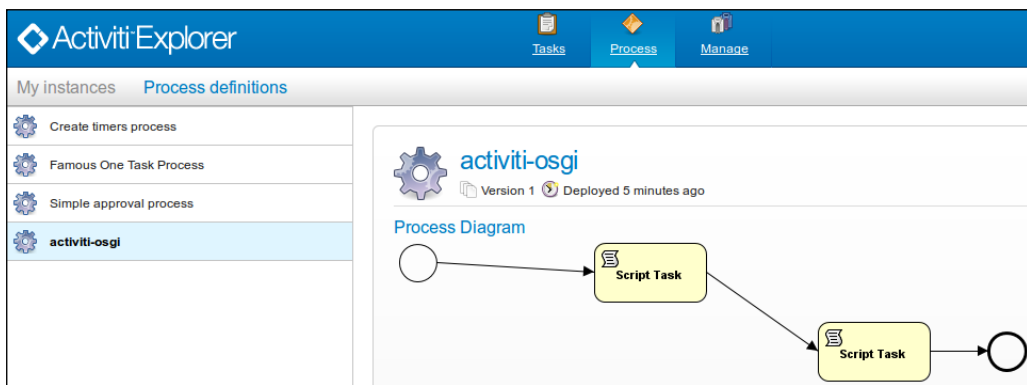 Activiti Explorer
Tasks Process Manage
My instances Process definitions
Create timers process
Famous One Task Process
Simple approval process
activiti-osgi
activiti-osgi
Version 1 Deployed 5 minutes ago
Process Diagram
Script Task
Script Task